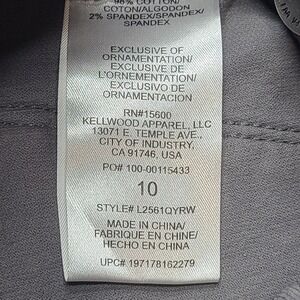 98% COTTON/
COTON/ALGODON
2% SPANDEX/SPANDEX/
SPANDEX
EXCLUSIVE OF
ORNAMENTATION/
EXCLUSIVE DE
L'ORNEMENTATION/
EXCLUSIVO DE
ORNAMENTACION
RN#15600
KELLWOOD APPAREL, LLC
13071 E. TEMPLE AVE.,
CITY OF INDUSTRY,
CA 91746, USA
PO# 100-00115433
10
STYLE# L2561QYRW
MADE IN CHINA/
FABRIQUE EN CHINE/
HECHO EN CHINA
UPC# 197178162279